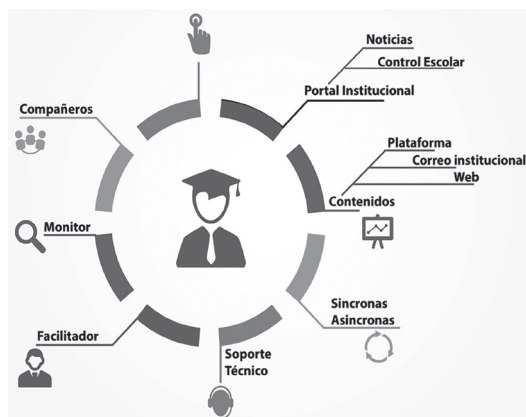 Noticias
Control Escolar
Portal Institucional
Compañeros
Plataforma
Correo institucional
Web
Contenidos
Monitor
Sincronas
Asincronas
Facilitador
Soporte
Técnico